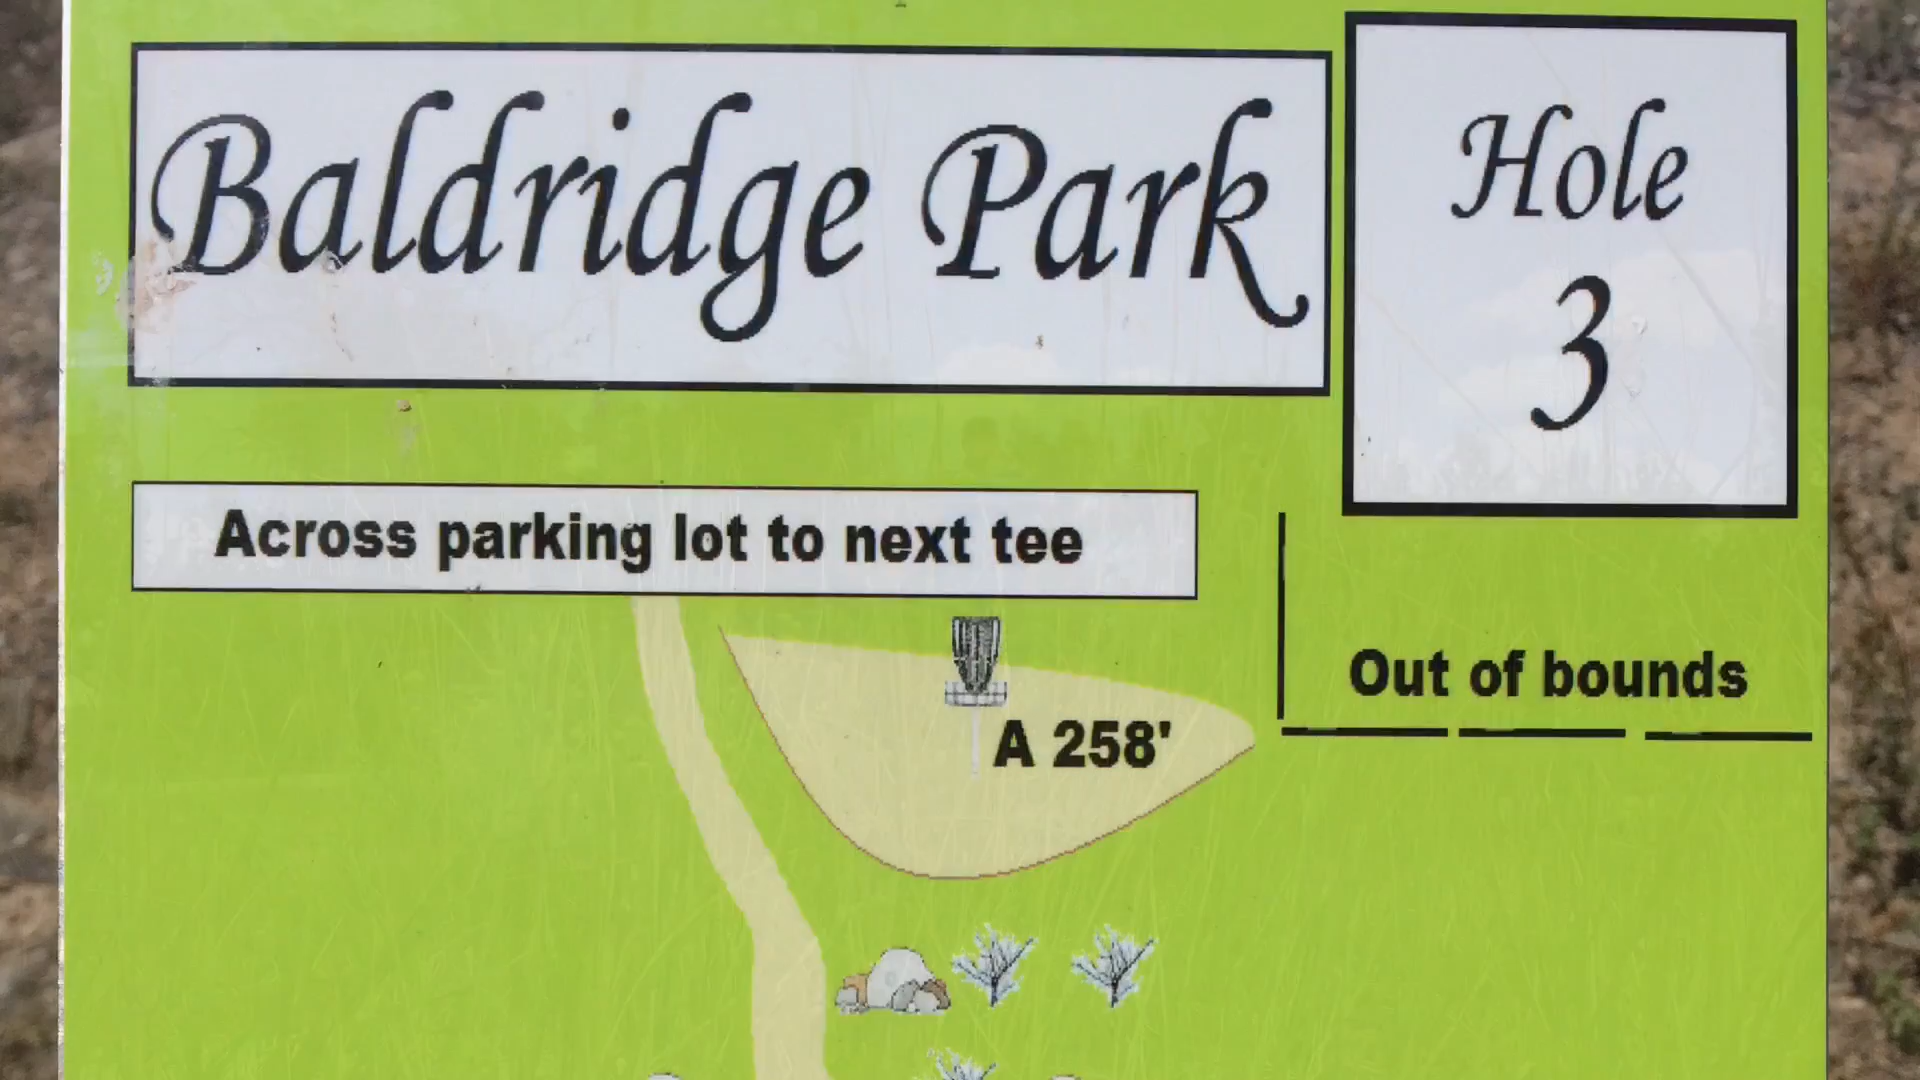 Baldridge Park
Hole
3
Across parking lot to next tee
Out of bounds
A 258'